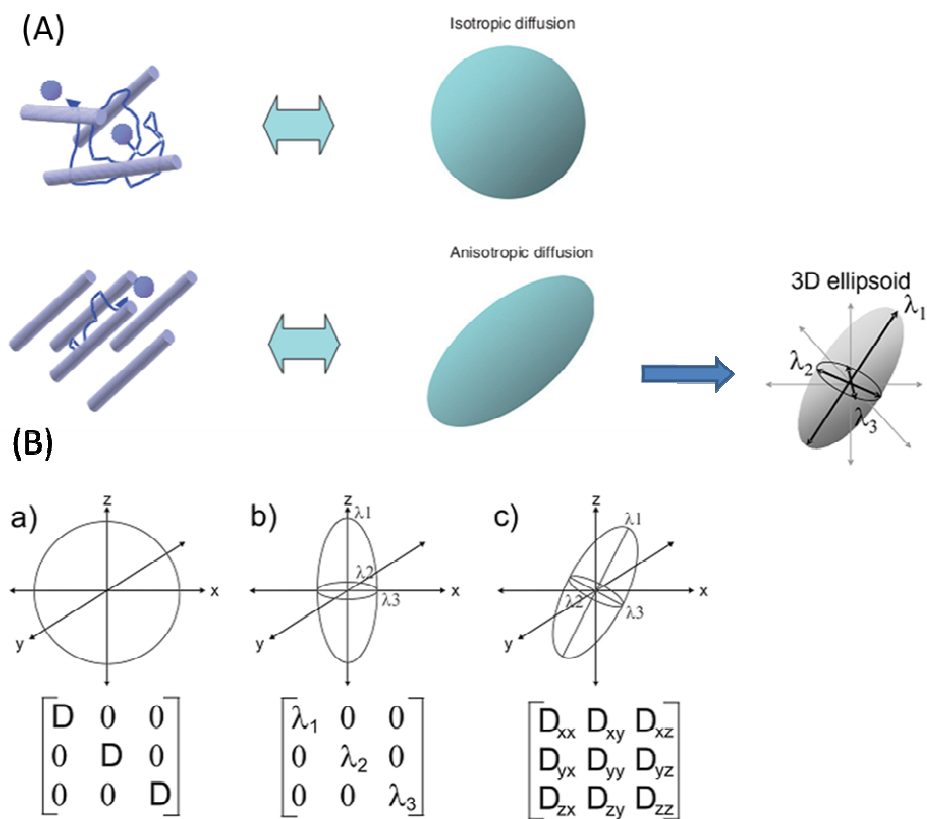 (A)
Isotropic diffusion
Anisotropic diffusion
3D ellipsoid
λ1
λ2
λ3
(B)
a)
z
x
y
b)
z
λ1
λ2
λ3
x
y
c)
z
λ1
λ2
λ3
x
y
D 0 0
0 D 0
0 0 D
λ1 0 0
0 λ2 0
0 0 λ3
Dxx Dxy Dxz
Dyx Dyy Dyz
Dzx Dzy Dzz